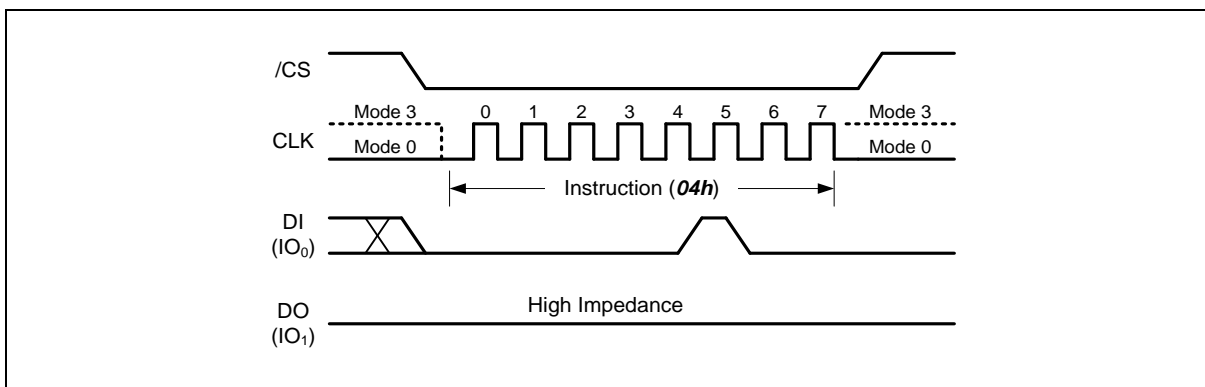 /CS
Mode 3 0 1 2 3 4 5 6 7 Mode 3
CLK
Mode 0 Mode 0
Instruction (04h)
DI
(IO₀)
High Impedance
DO
(IO₁)